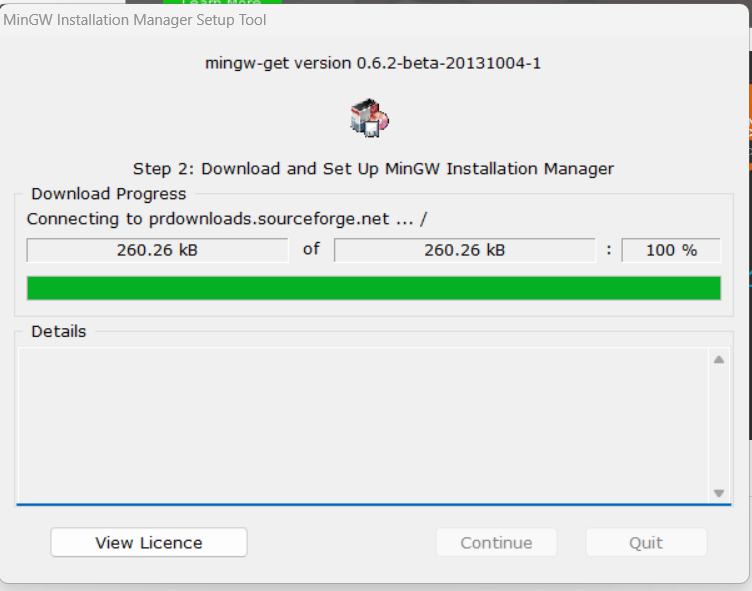 Learn More
MinGW Installation Manager Setup Tool
mingw-get version 0.6.2-beta-20131004-1
Step 2: Download and Set Up MinGW Installation Manager
Download Progress
Connecting to prdownloads.sourceforge.net ... /
260.26 kB of 260.26 kB : 100 %
Details
View Licence Continue Quit